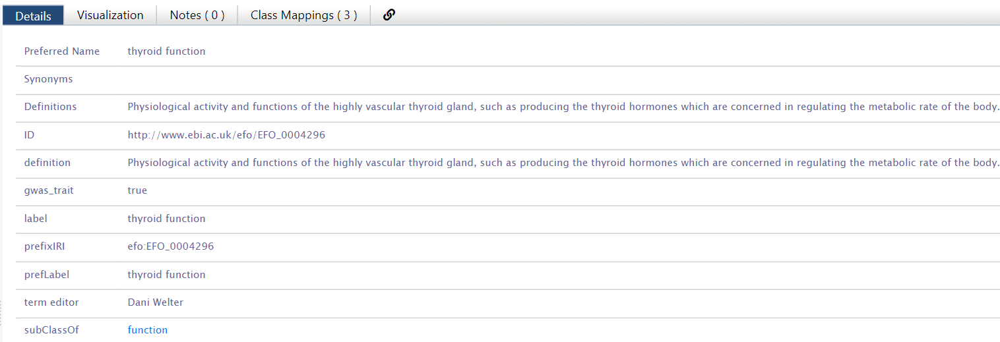 Details Visualization Notes ( 0 ) Class Mappings ( 3 )
Preferred Name thyroid function
Synonyms
Definitions Physiological activity and functions of the highly vascular thyroid gland, such as producing the thyroid hormones which are concerned in regulating the metabolic rate of the body.
ID http://www.ebi.ac.uk/efo/EFO_0004296
definition Physiological activity and functions of the highly vascular thyroid gland, such as producing the thyroid hormones which are concerned in regulating the metabolic rate of the body.
gwas_trait true
label thyroid function
prefixIRI efo:EFO_0004296
prefLabel thyroid function
term editor Dani Welter
subClassOf function